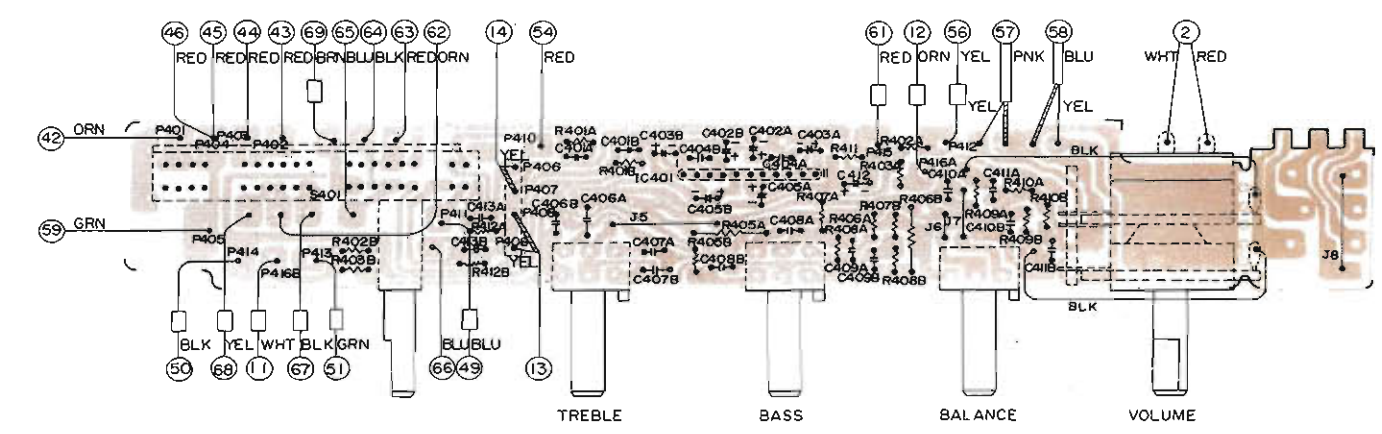 46 45 44 43 69 65 64 63 62 14 54 61 12 56 57 58 2
RED RED RED RED BRN BLU BLK RED ORN RED RED ORN YEL PNK BLU WHT RED
YEL YEL
42 ORN
P401 P404 P403 P402
P410 R401A C401A C401B C403B C402B C402A C403A R411 P415 R402A P412
YEL P406 R401B C404B C404A R403A P416A BLK
S401 P407 IC401 C405A C412 C410A C411A R410A R410B
P411 C413A P408 C406B C406A C405B R407A R407B R406B
R412A J5 R405A C408A R406A J7 R409A
59 GRN
P405 P414 P413 R402B C413B P409 C407A R405B R408A J6 C410B R409B J8
P416B R403B R412B YEL C407B C408B C409A C409B R408B C411B
BLK
BLK YEL WHT BLK GRN BLU BLU
50 68 11 67 51 66 49 13
TREBLE BASS BALANCE VOLUME